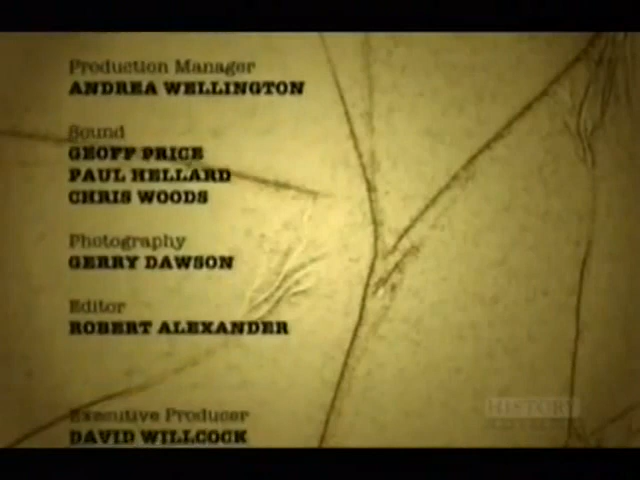 Production Manager
ANDREA WELLINGTON
Sound
GEOFF PRICE
PAUL HELLARD
CHRIS WOODS
Photography
GERRY DAWSON
Editor
ROBERT ALEXANDER
Executive Producer
DAVID WILLCOCK
HISTORY